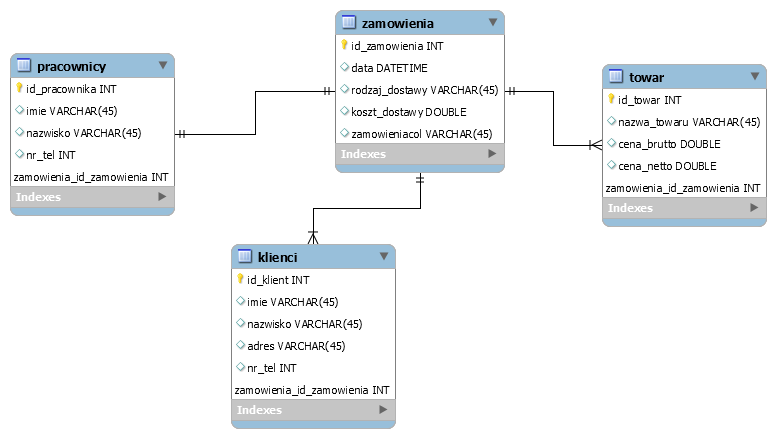 zamowienia
id_zamowienia INT
data DATETIME
rodzaj_dostawy VARCHAR(45)
koszt_dostawy DOUBLE
zamowieniacol VARCHAR(45)
Indexes
pracownicy
id_pracownika INT
imie VARCHAR(45)
nazwisko VARCHAR(45)
nr_tel INT
zamowienia_id_zamowienia INT
Indexes
towar
id_towar INT
nazwa_towaru VARCHAR(45)
cena_brutto DOUBLE
cena_netto DOUBLE
zamowienia_id_zamowienia INT
Indexes
klienci
id_klient INT
imie VARCHAR(45)
nazwisko VARCHAR(45)
adres VARCHAR(45)
nr_tel INT
zamowienia_id_zamowienia INT
Indexes